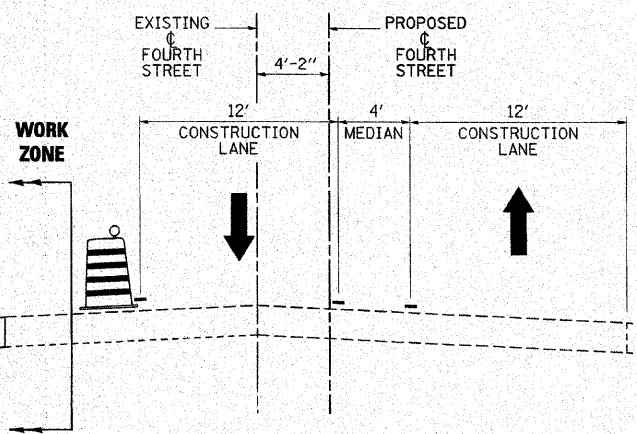 EXISTING
℄
FOURTH
STREET
PROPOSED
℄
FOURTH
STREET
4'-2"
12'
CONSTRUCTION
LANE
4'
MEDIAN
12'
CONSTRUCTION
LANE
WORK
ZONE